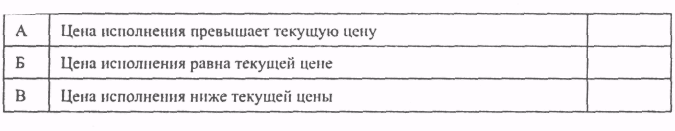 А Цена исполнения превышает текущую цену
Б Цена исполнения равна текущей цене
В Цена исполнения ниже текущей цены